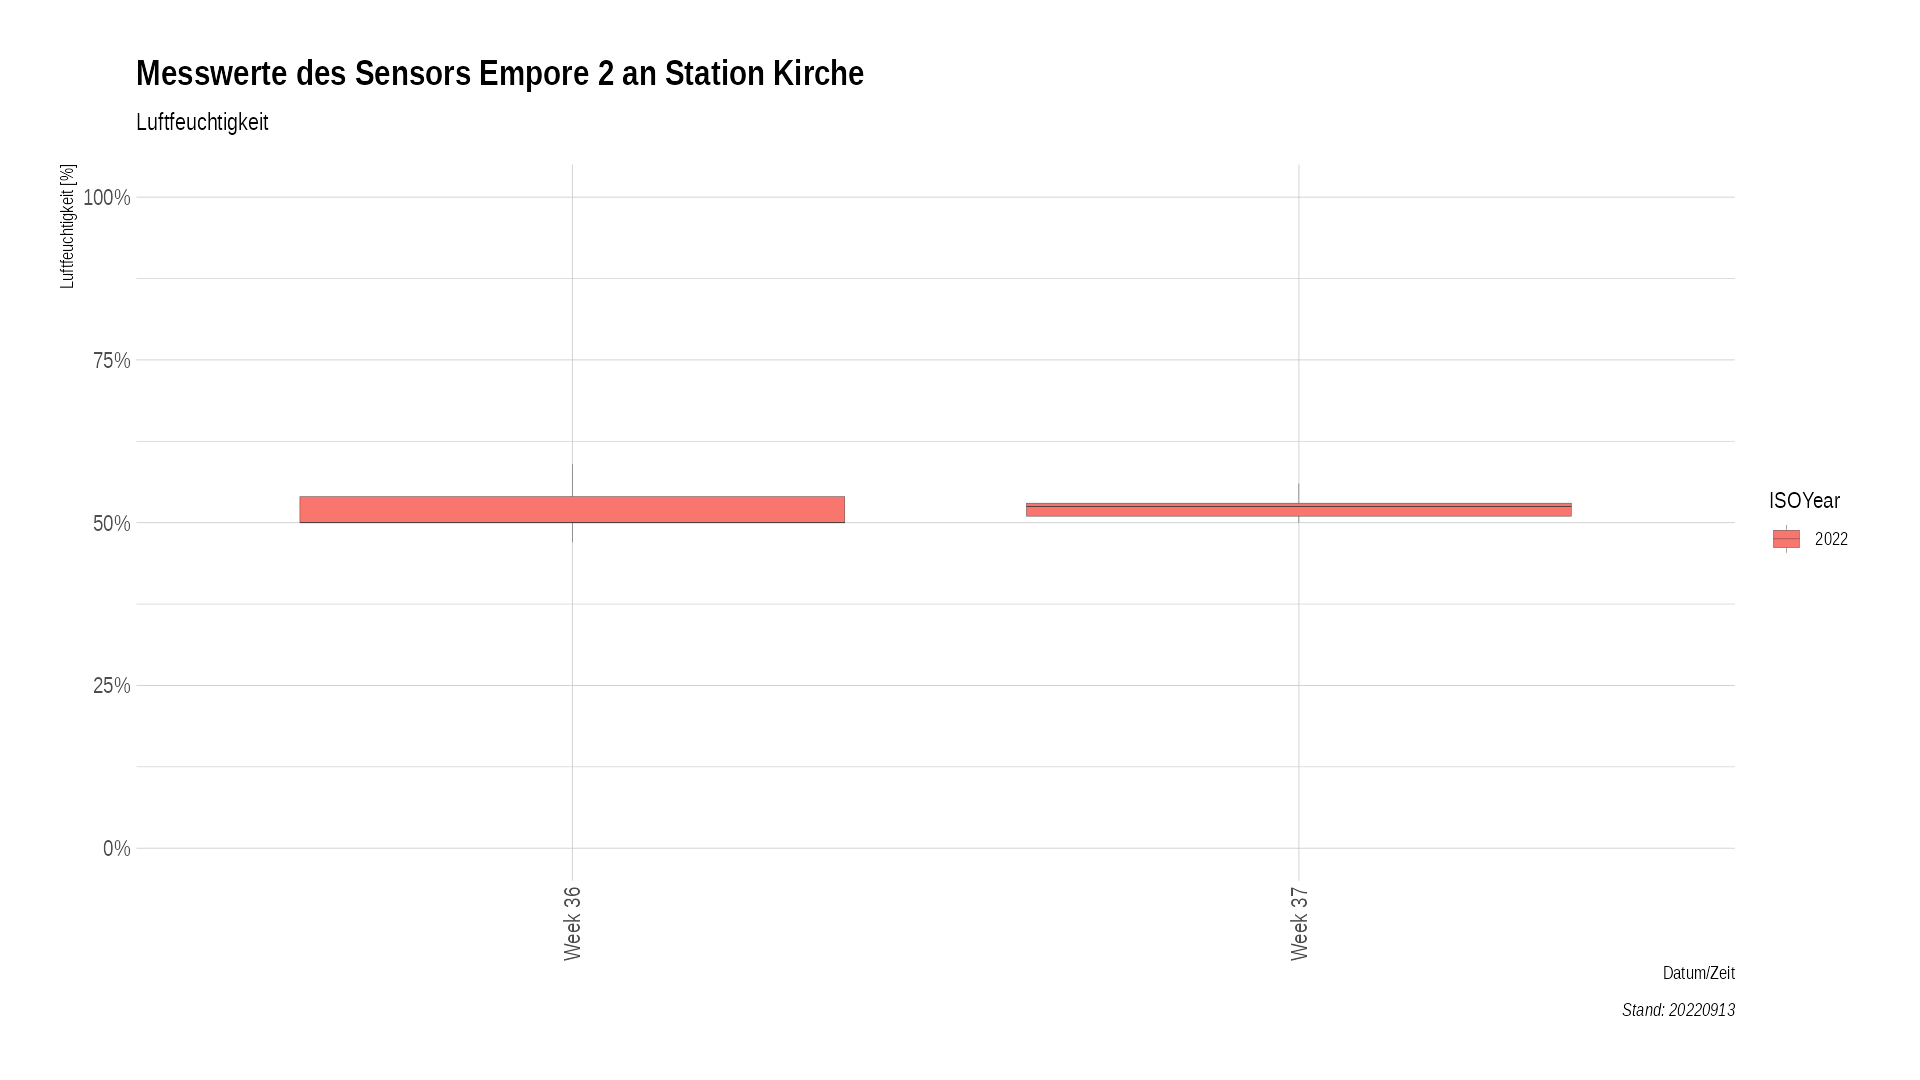 Messwerte des Sensors Empore 2 an Station Kirche
Luftfeuchtigkeit
Luftfeuchtigkeit [%]
100%
75%
50%
25%
0%
Week 36
Week 37
Datum/Zeit
Stand: 20220913
ISOYear
2022